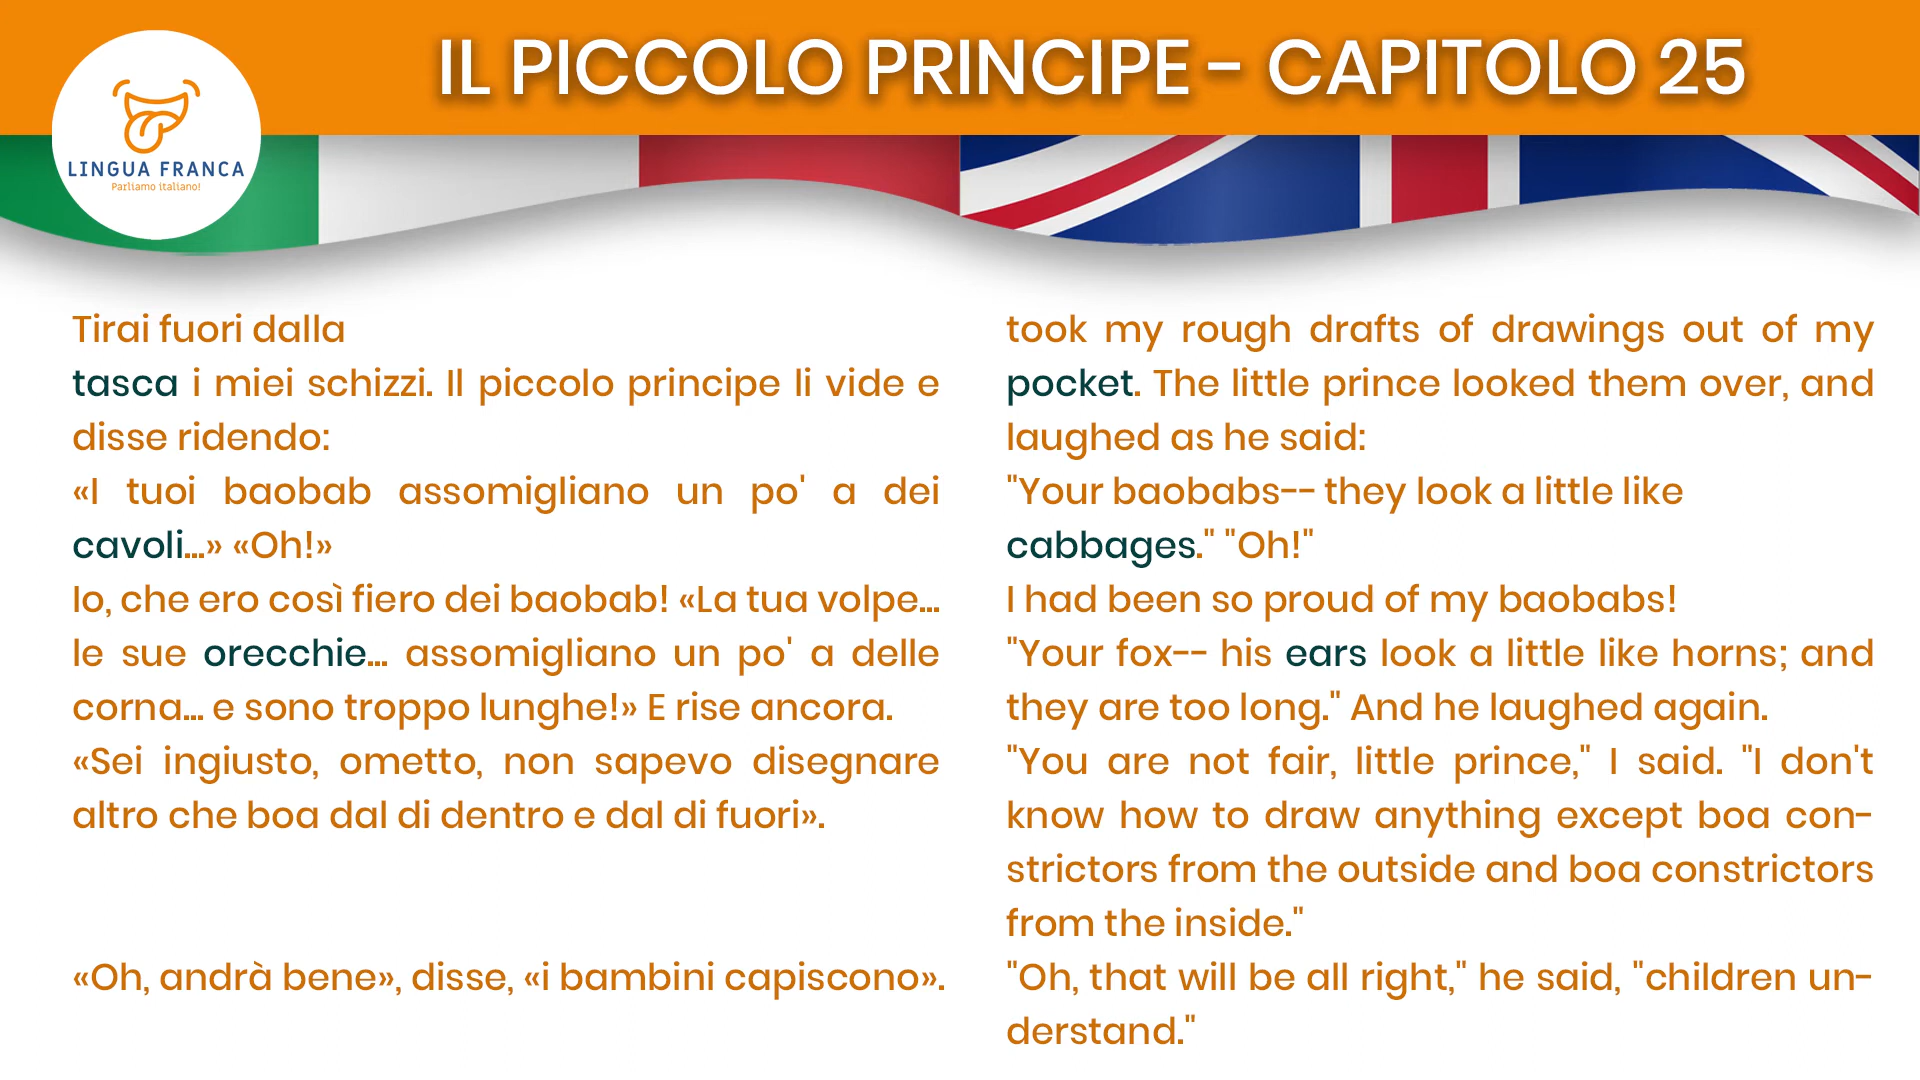 IL PICCOLO PRINCIPE - CAPITOLO 25
LINGUA FRANCA
Parliamo italiano!
Tirai fuori dalla
tasca i miei schizzi. Il piccolo principe li vide e
disse ridendo:
«I tuoi baobab assomigliano un po' a dei
cavoli...» «Oh!»
Io, che ero così fiero dei baobab! «La tua volpe...
le sue orecchie... assomigliano un po' a delle
corna... e sono troppo lunghe!» E rise ancora.
«Sei ingiusto, ometto, non sapevo disegnare
altro che boa dal di dentro e dal di fuori».
«Oh, andrà bene», disse, «i bambini capiscono».
took my rough drafts of drawings out of my
pocket. The little prince looked them over, and
laughed as he said:
"Your baobabs-- they look a little like
cabbages." "Oh!"
I had been so proud of my baobabs!
"Your fox-- his ears look a little like horns; and
they are too long." And he laughed again.
"You are not fair, little prince," I said. "I don't
know how to draw anything except boa con-
strictors from the outside and boa constrictors
from the inside."
"Oh, that will be all right," he said, "children un-
derstand."